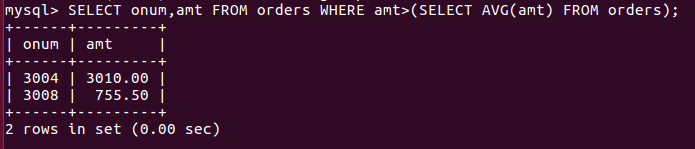 mysql> SELECT onum,amt FROM orders WHERE amt>(SELECT AVG(amt) FROM orders);
+------+---------+
| onum | amt     |
+------+---------+
| 3004 | 3010.00 |
| 3008 |  755.50 |
+------+---------+
2 rows in set (0.00 sec)